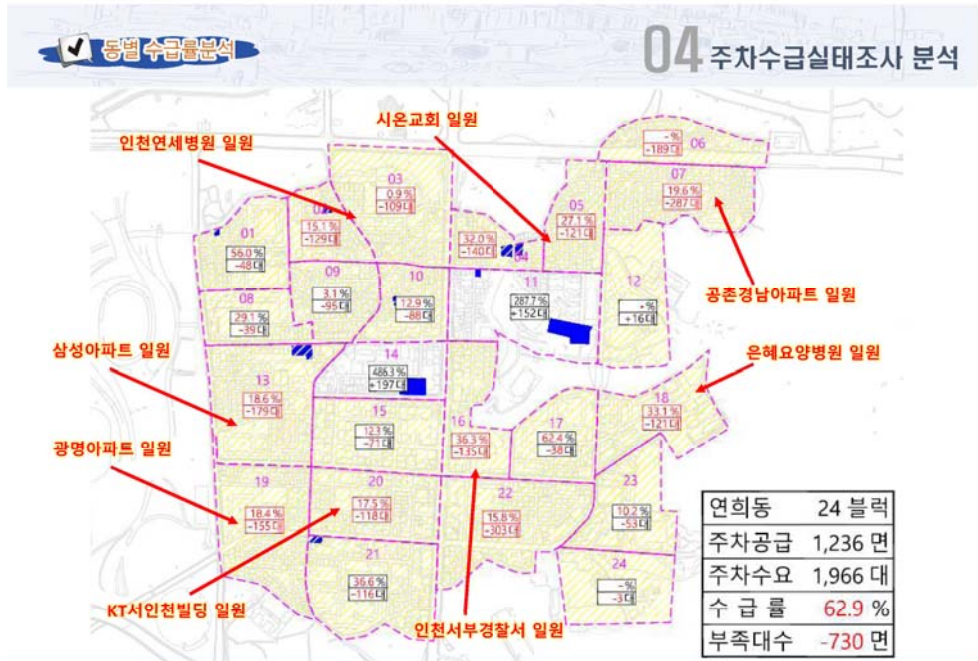 동별 수급률분석
04 주차수급실태조사 분석
시온교회 일원
인천연세병원 일원
06
- %
-189대
07
19.6 %
-287대
03
0.9 %
-109대
05
27.1 %
-121대
15.1 %
-129대
01
56.0 %
-48대
32.0 %
-140대
04
09
3.1 %
-95대
10
12.9 %
-88대
11
287.7 %
+152대
12
- %
+16대
공존경남아파트 일원
08
29.1 %
-39대
삼성아파트 일원
은혜요양병원 일원
14
486.3 %
+197대
13
18.6 %
-179대
15
12.3 %
-71대
16
36.3 %
-135대
17
62.4 %
-38대
18
33.1 %
-121대
광명아파트 일원
19
18.4 %
-155대
20
17.5 %
-118대
22
15.8 %
-303대
23
10.2 %
-53대
21
36.6 %
-116대
24
- %
-3대
KT서인천빌딩 일원
인천서부경찰서 일원
연희동 24 블럭
주차공급 1,236 면
주차수요 1,966 대
수 급 률 62.9 %
부족대수 -730 면